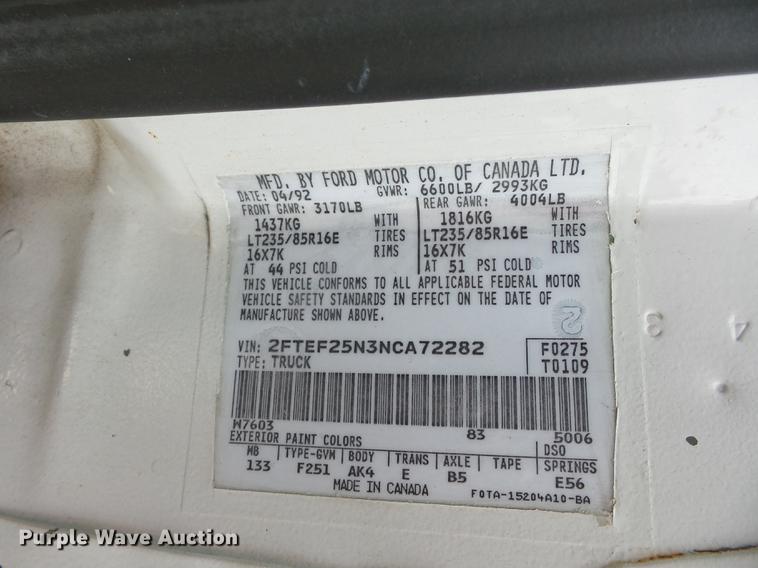 MFD. BY FORD MOTOR CO. OF CANADA LTD.
DATE: 04/92 GVWR: 6600LB/ 2993KG
FRONT GAWR: 3170LB REAR GAWR: 4004LB
1437KG WITH 1816KG WITH
LT235/85R16E TIRES LT235/85R16E TIRES
16X7K RIMS 16X7K RIMS
AT 44 PSI COLD AT 51 PSI COLD
THIS VEHICLE CONFORMS TO ALL APPLICABLE FEDERAL MOTOR
VEHICLE SAFETY STANDARDS IN EFFECT ON THE DATE OF
MANUFACTURE SHOWN ABOVE.
VIN: 2FTEF25N3NCA72282 F0275
TYPE: TRUCK T0109
W7603 83 5006
EXTERIOR PAINT COLORS DSO
WB TYPE-GVM BODY TRANS AXLE TAPE SPRINGS
133 F251 AK4 E B5 E56
MADE IN CANADA F0TA-15204A10-BA
4 3
Purple Wave Auction